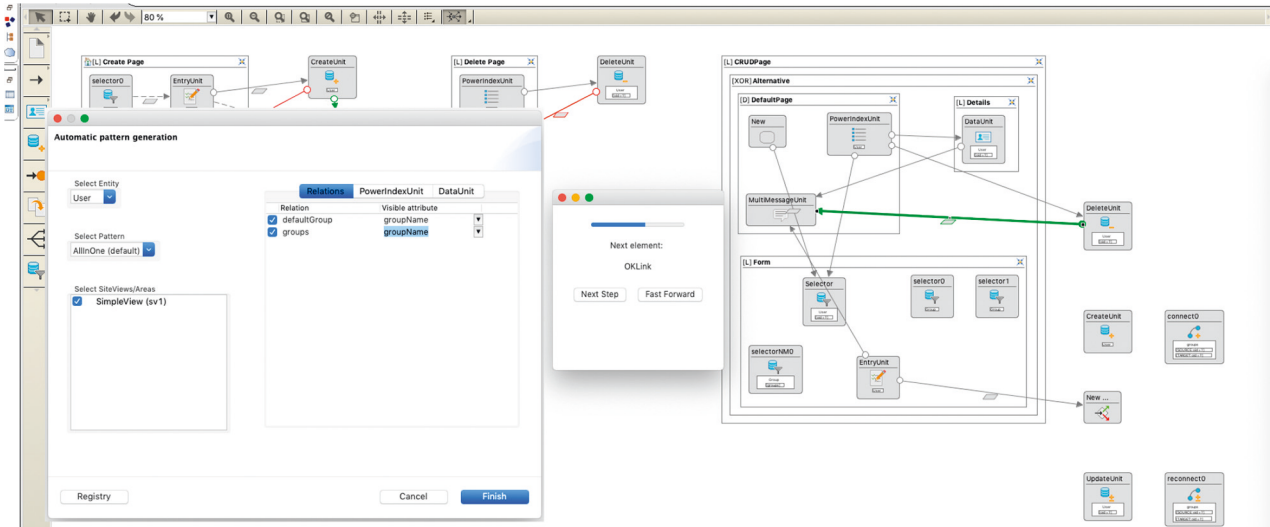 80 %
[L] Create Page
selector0
EntryUnit
CreateUnit
[L] Delete Page
PowerIndexUnit
DeleteUnit
User
Automatic pattern generation
Select Entity
User
Select Pattern
AllInOne (default)
Select SiteViews/Areas
SimpleView (sv1)
Relations
PowerIndexUnit
DataUnit
Relation
Visible attribute
defaultGroup
groupName
groups
groupName
Registry
Cancel
Finish
Next element:
OKLink
Next Step
Fast Forward
[L] CRUDPage
[XOR] Alternative
[D] DefaultPage
New
PowerIndexUnit
[L] Details
DataUnit
User
MultiMessageUnit
DeleteUnit
User
[L] Form
Selector
User
selector0
Group
selector1
Group
selectorNM0
Group
EntryUnit
CreateUnit
connect0
groups
New ...
UpdateUnit
User
reconnect0
groups